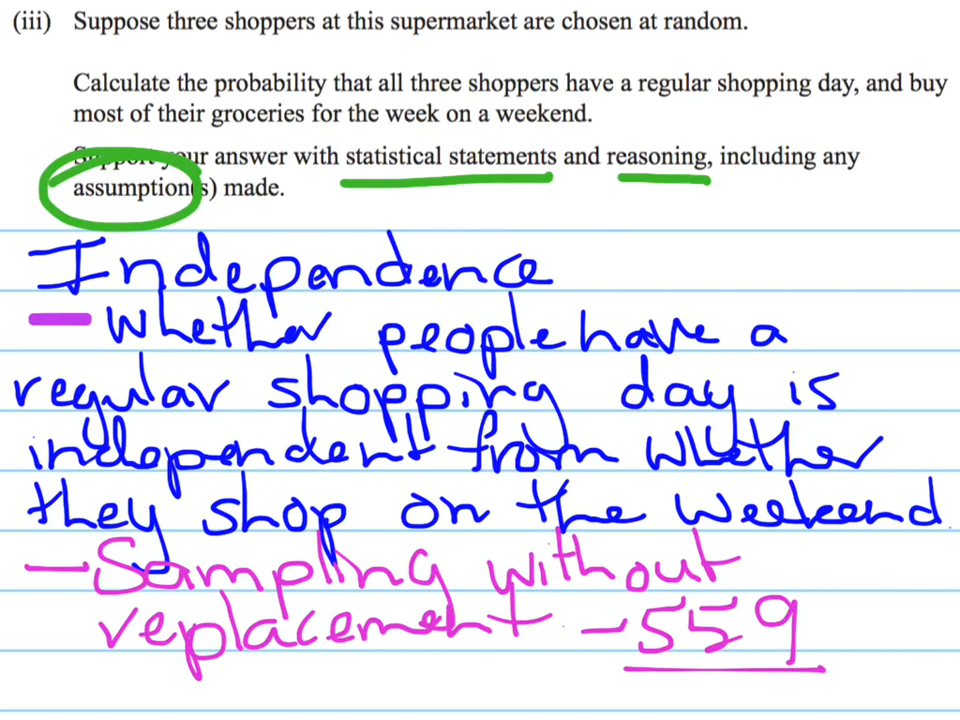 (iii) Suppose three shoppers at this supermarket are chosen at random.
Calculate the probability that all three shoppers have a regular shopping day, and buy
most of their groceries for the week on a weekend.
Support your answer with statistical statements and reasoning, including any
assumption(s) made.
Independence
- Whether people have a
regular shopping day is
independent from whether
they shop on the weekend
- Sampling without
replacement - 559